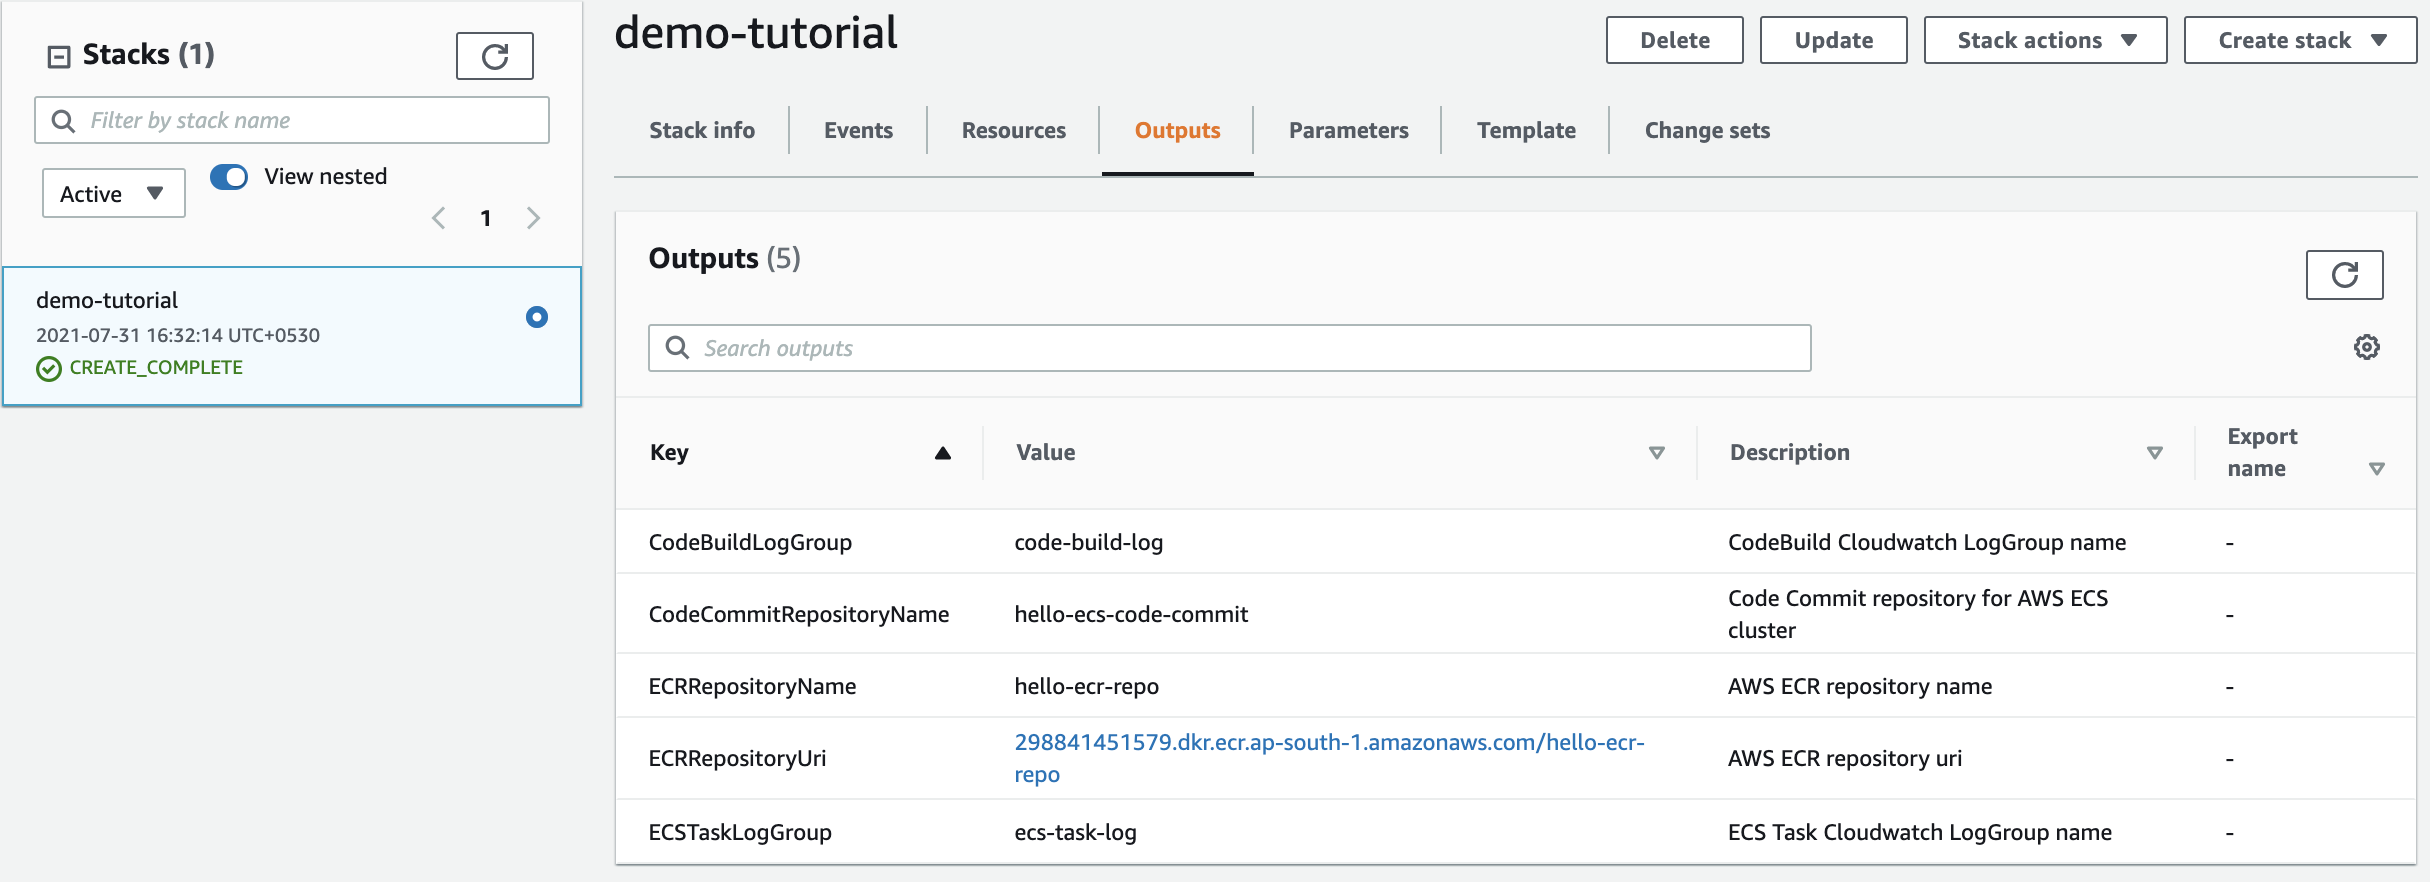 Stacks (1)
Filter by stack name
Active
View nested
1
demo-tutorial
2021-07-31 16:32:14 UTC+0530
CREATE_COMPLETE
demo-tutorial
Delete
Update
Stack actions
Create stack
Stack info
Events
Resources
Outputs
Parameters
Template
Change sets
Outputs (5)
Search outputs
Key
Value
Description
Export
name
CodeBuildLogGroup
code-build-log
CodeBuild Cloudwatch LogGroup name
-
CodeCommitRepositoryName
hello-ecs-code-commit
Code Commit repository for AWS ECS
cluster
-
ECRRepositoryName
hello-ecr-repo
AWS ECR repository name
-
ECRRepositoryUri
298841451579.dkr.ecr.ap-south-1.amazonaws.com/hello-ecr-
repo
AWS ECR repository uri
-
ECSTaskLogGroup
ecs-task-log
ECS Task Cloudwatch LogGroup name
-